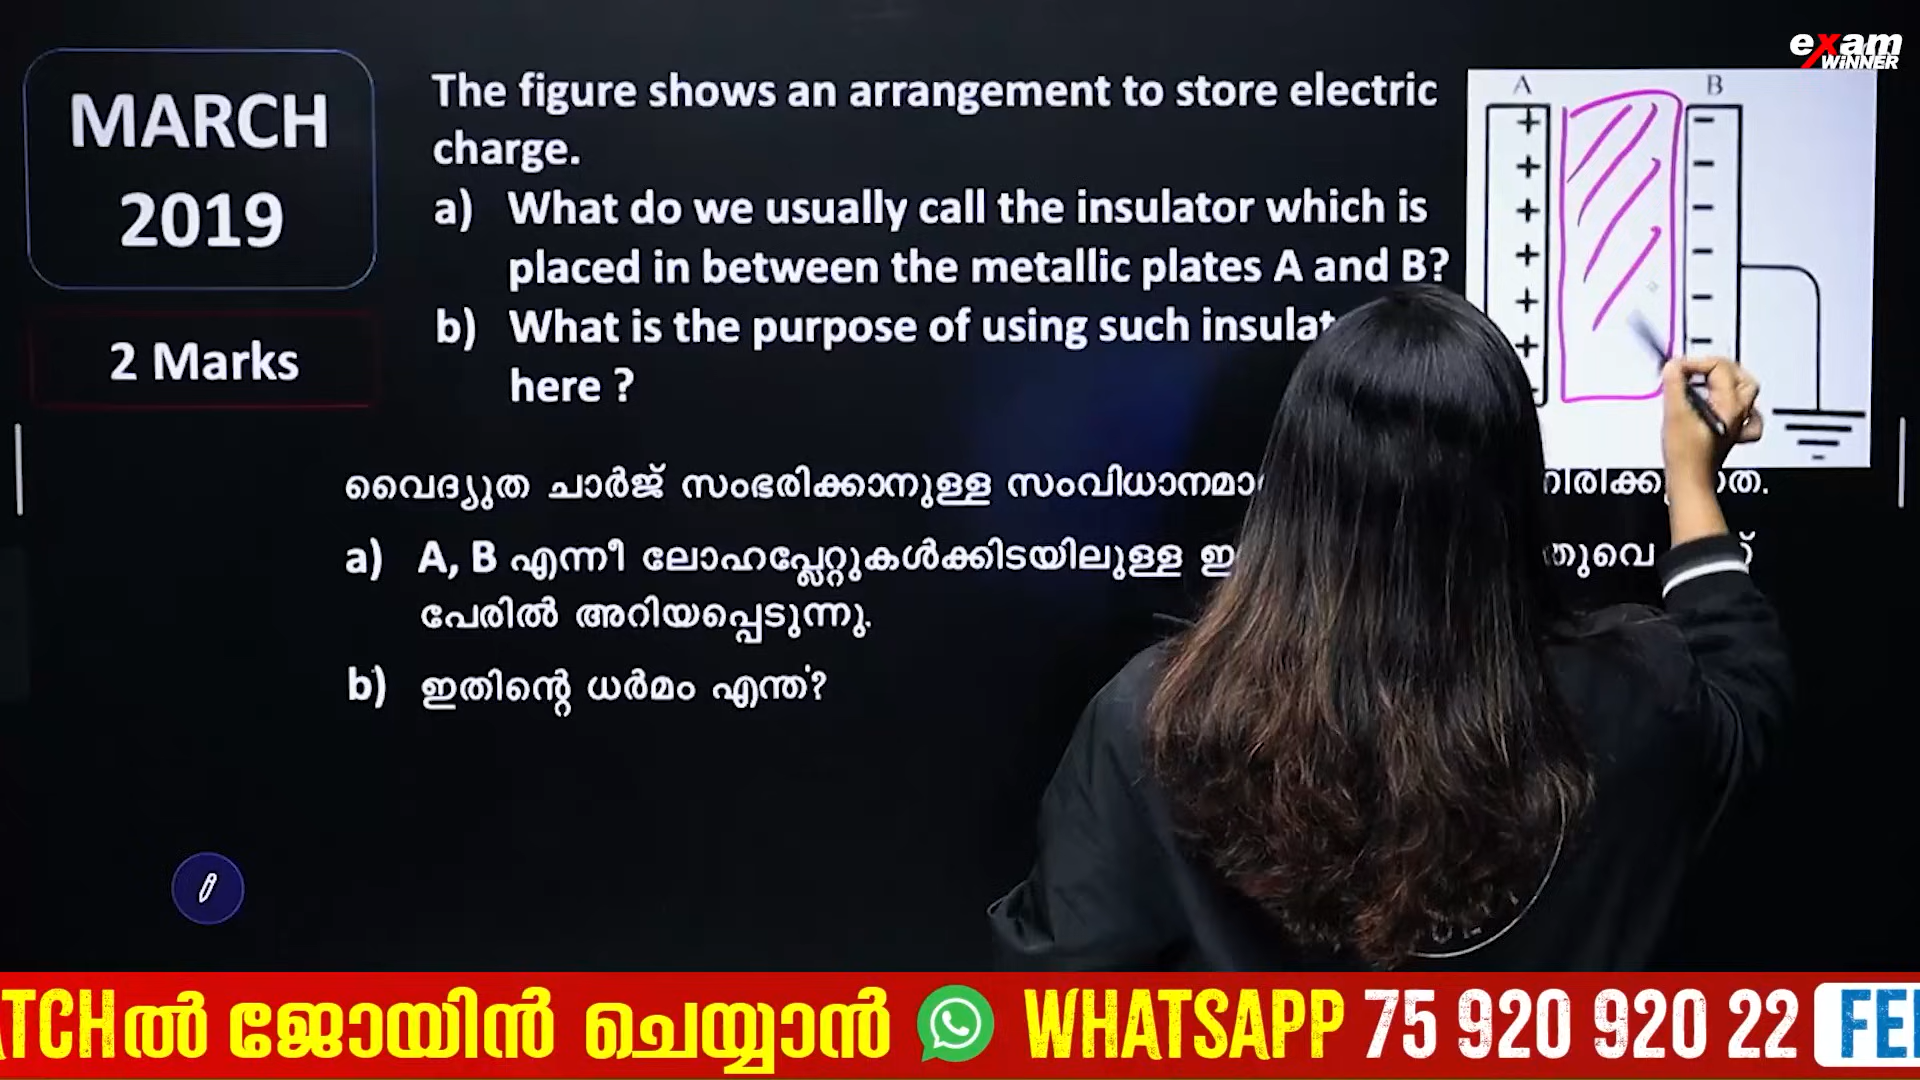 exam
WINNER
MARCH
2019
2 Marks
The figure shows an arrangement to store electric
charge.
a) What do we usually call the insulator which is
placed in between the metallic plates A and B?
b) What is the purpose of using such
here ?
A B
വൈദ്യുത ചാർജ് സംഭരിക്കാനുള്ള
a) A, B എന്നീ ലോഹപ്ലേറ്റുകൾക്കിടയിലുള്ള
പേരിൽ അറിയപ്പെടുന്നു.
b) ഇതിന്റെ ധർമം എന്ത്?
ജോയിൻ ചെയ്യാൻ WHATSAPP 75 920 920 22